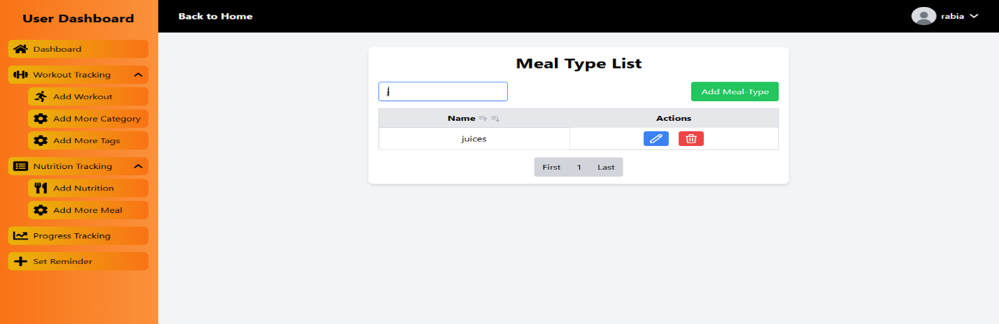 User Dashboard
Dashboard
Workout Tracking
Add Workout
Add More Category
Add More Tags
Nutrition Tracking
Add Nutrition
Add More Meal
Progress Tracking
Set Reminder
Back to Home
rabia
Meal Type List
j
Add Meal-Type
Name Actions
juices
First 1 Last